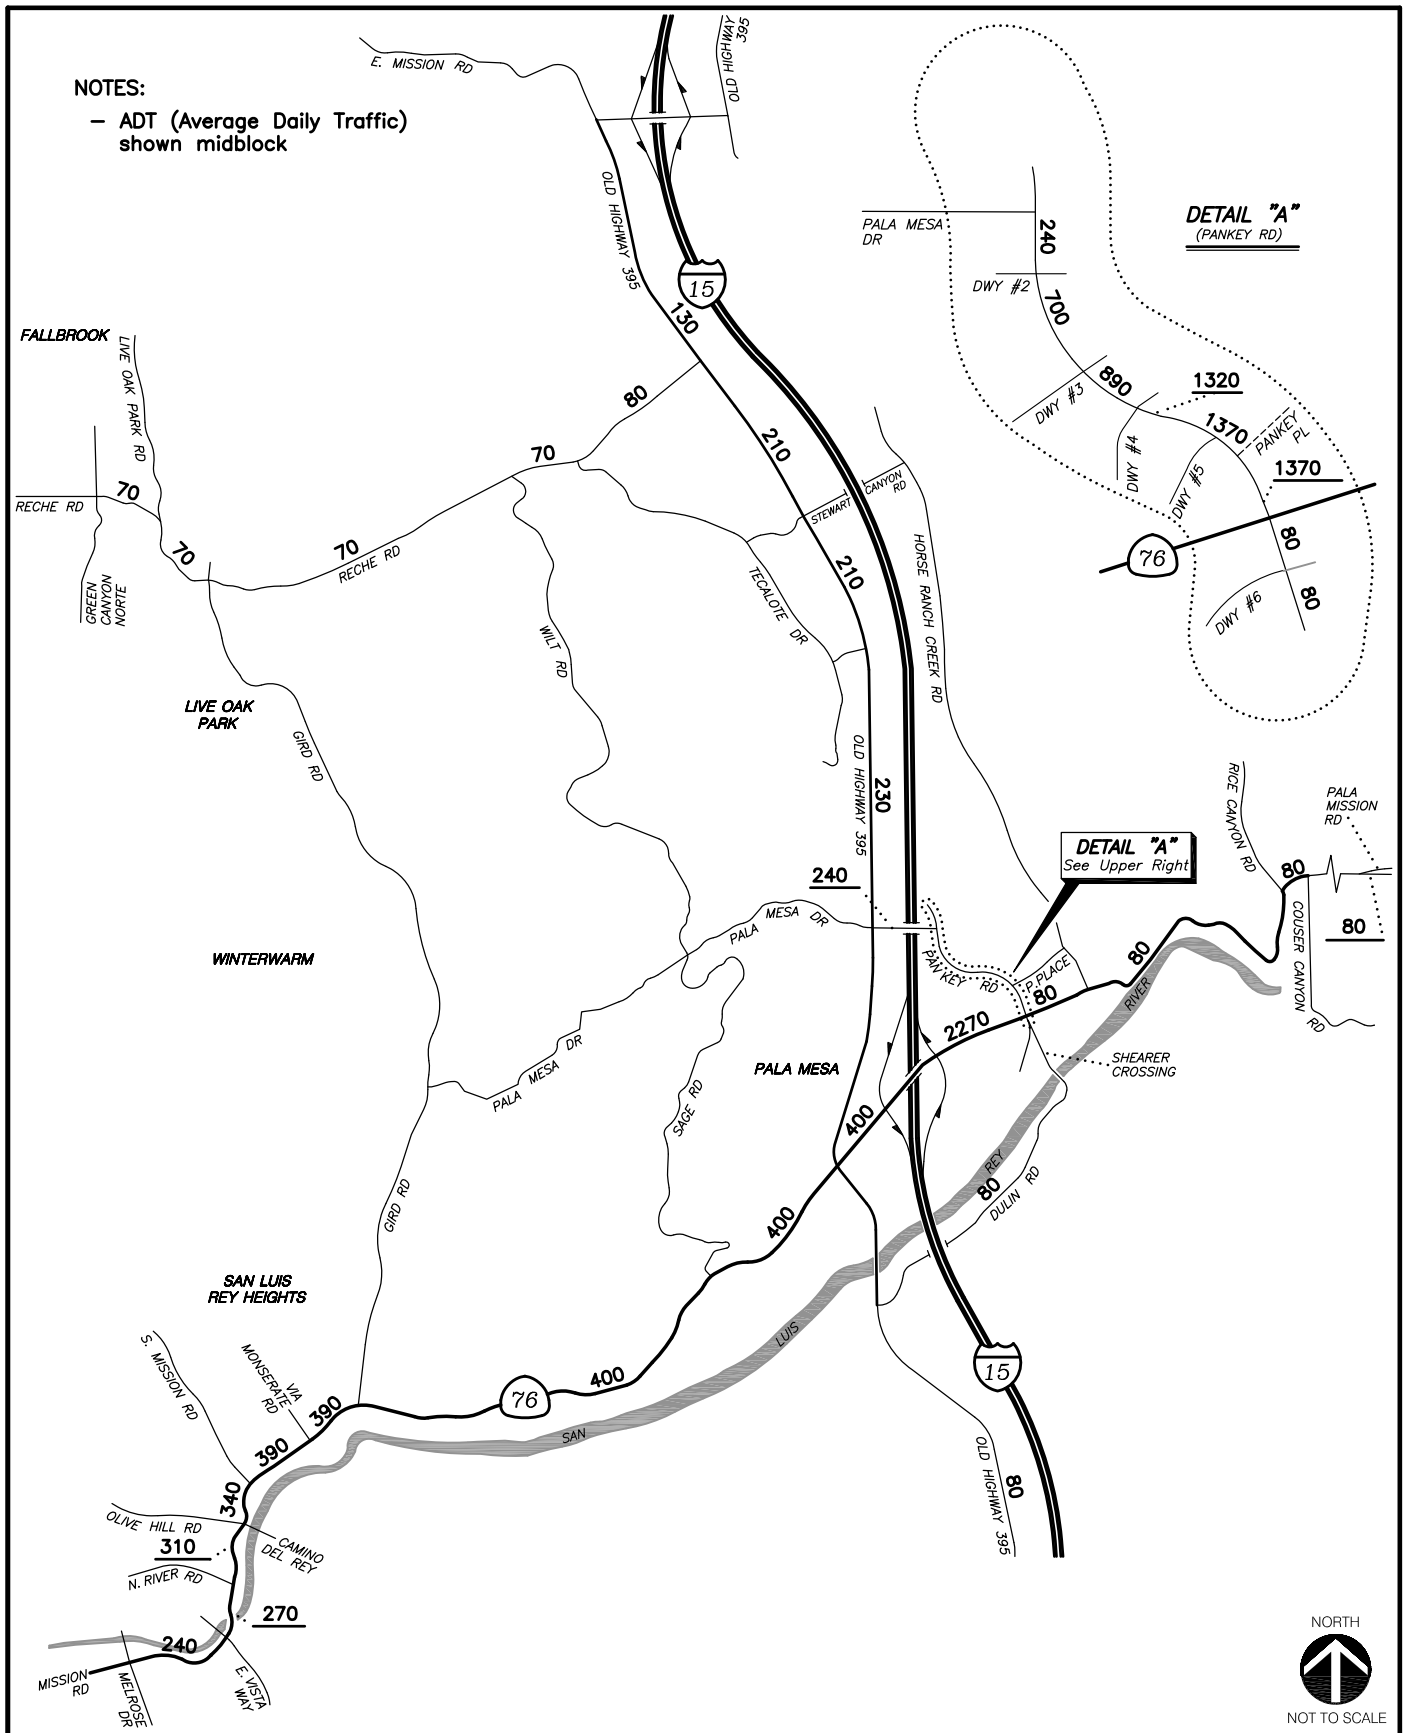 NOTES:
– ADT (Average Daily Traffic)
shown midblock
E. MISSION RD
OLD HIGHWAY
395
OLD HIGHWAY 395
15
130
DETAIL "A"
(PANKEY RD)
PALA MESA
DR
240
DWY #2
700
DWY #3
890
1320
DWY #4
1370
PANKEY
PL
DWY #5
1370
76
80
DWY #6
80
FALLBROOK
LIVE OAK PARK RD
RECHE RD
70
GREEN
CANYON
NORTE
70
70
RECHE RD
70
80
210
STEWART
CANYON
RD
210
WILT RD
TECALOTE DR
HORSE RANCH CREEK RD
LIVE OAK
PARK
GIRD RD
OLD HIGHWAY 395
230
DETAIL "A"
See Upper Right
RICE CANYON RD
PALA
MISSION
RD
80
COUSER CANYON
RD
80
240
PALA MESA DR
PANKEY RD
P.PLACE
80
80
RIVER
2270
SHEARER
CROSSING
WINTERWARM
PALA MESA DR
PALA MESA
SAGE RD
400
REY
80
DULIN RD
GIRD RD
400
SAN LUIS
REY HEIGHTS
LUIS
15
S. MISSION RD
VIA
MONSERATE
RD
400
76
390
390
SAN
OLD HIGHWAY 395
80
340
OLIVE HILL RD
310
CAMINO
DEL REY
N. RIVER RD
270
240
MISSION
RD
MELROSE
DR
E. VISTA
WAY
NORTH
NOT TO SCALE